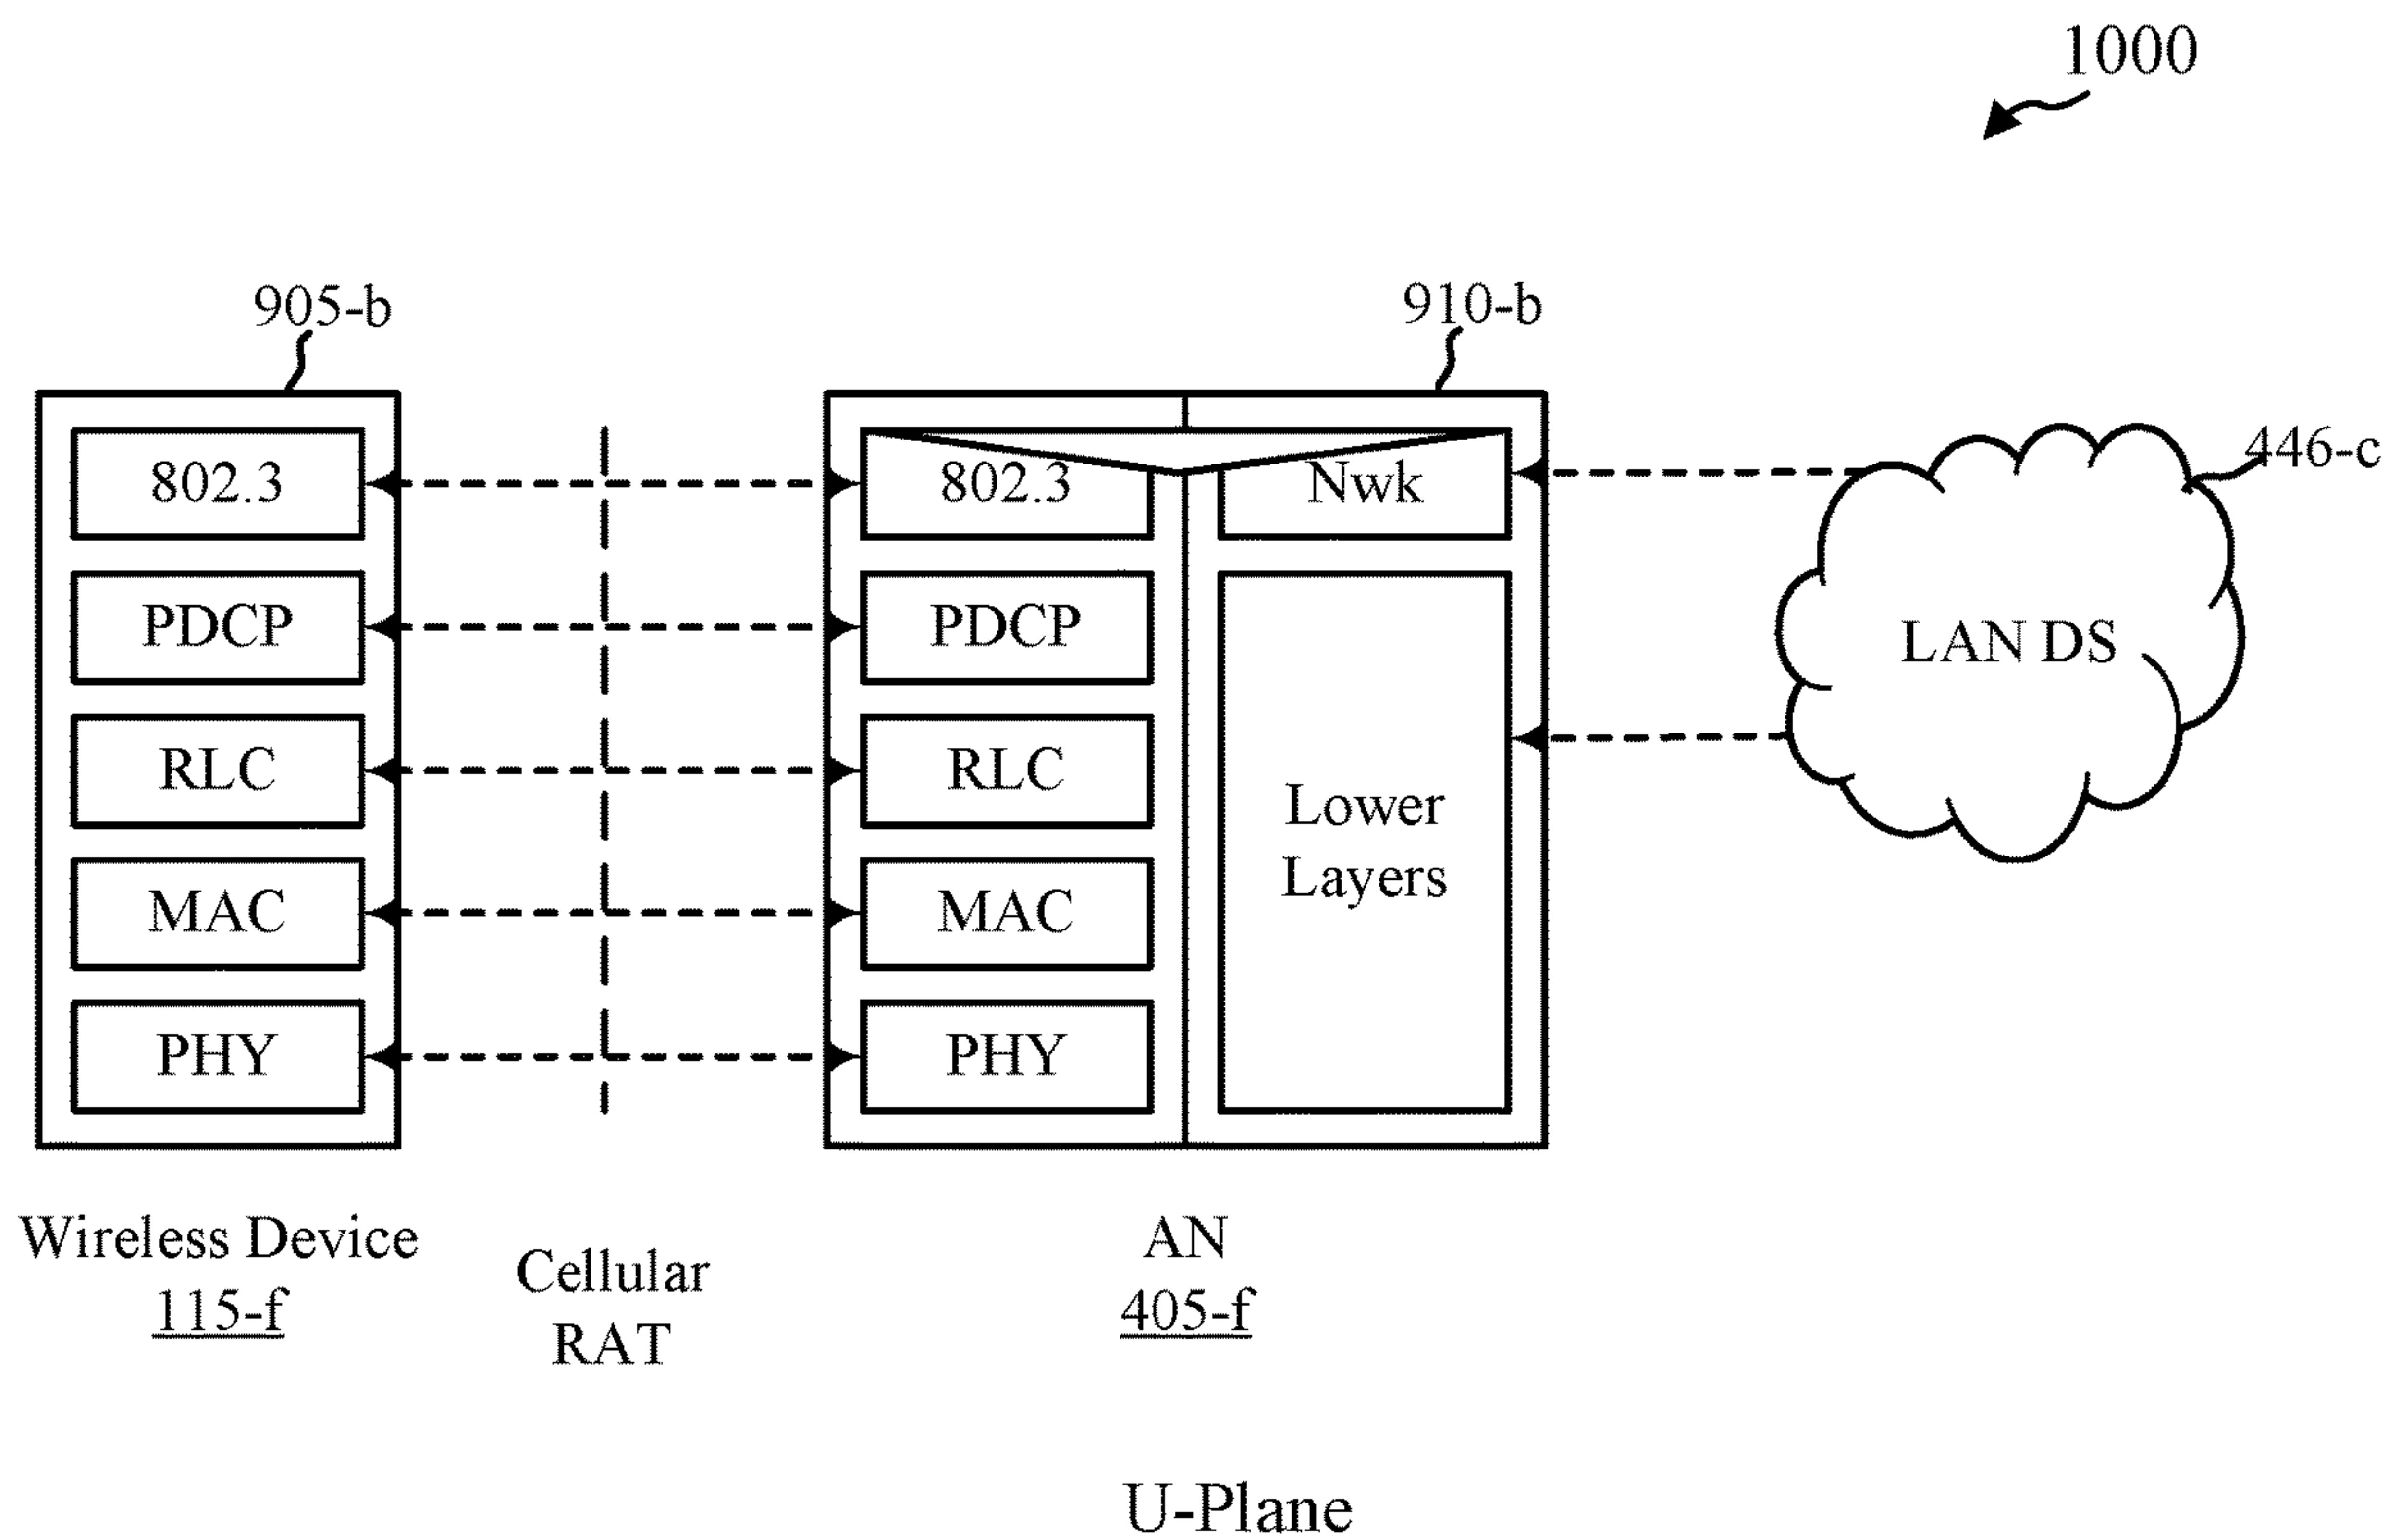 1000
905-b
910-b
446-c
802.3
802.3
Nwk
PDCP
PDCP
RLC
RLC
MAC
MAC
PHY
PHY
Lower
Layers
LAN DS
Wireless Device
115-f
Cellular
RAT
AN
405-f
U-Plane